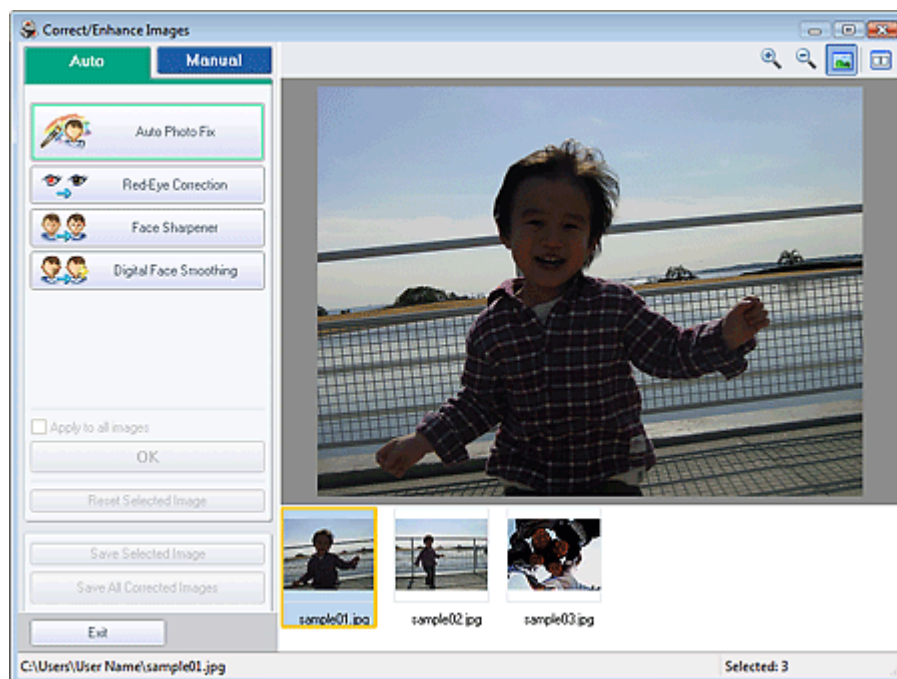 Correct/Enhance Images
Auto
Manual
Auto Photo Fix
Red-Eye Correction
Face Sharpener
Digital Face Smoothing
Apply to all images
OK
Reset Selected Image
Save Selected Image
Save All Corrected Images
Exit
sample01.jpg
sample02.jpg
sample03.jpg
C:\Users\User Name\sample01.jpg
Selected: 3